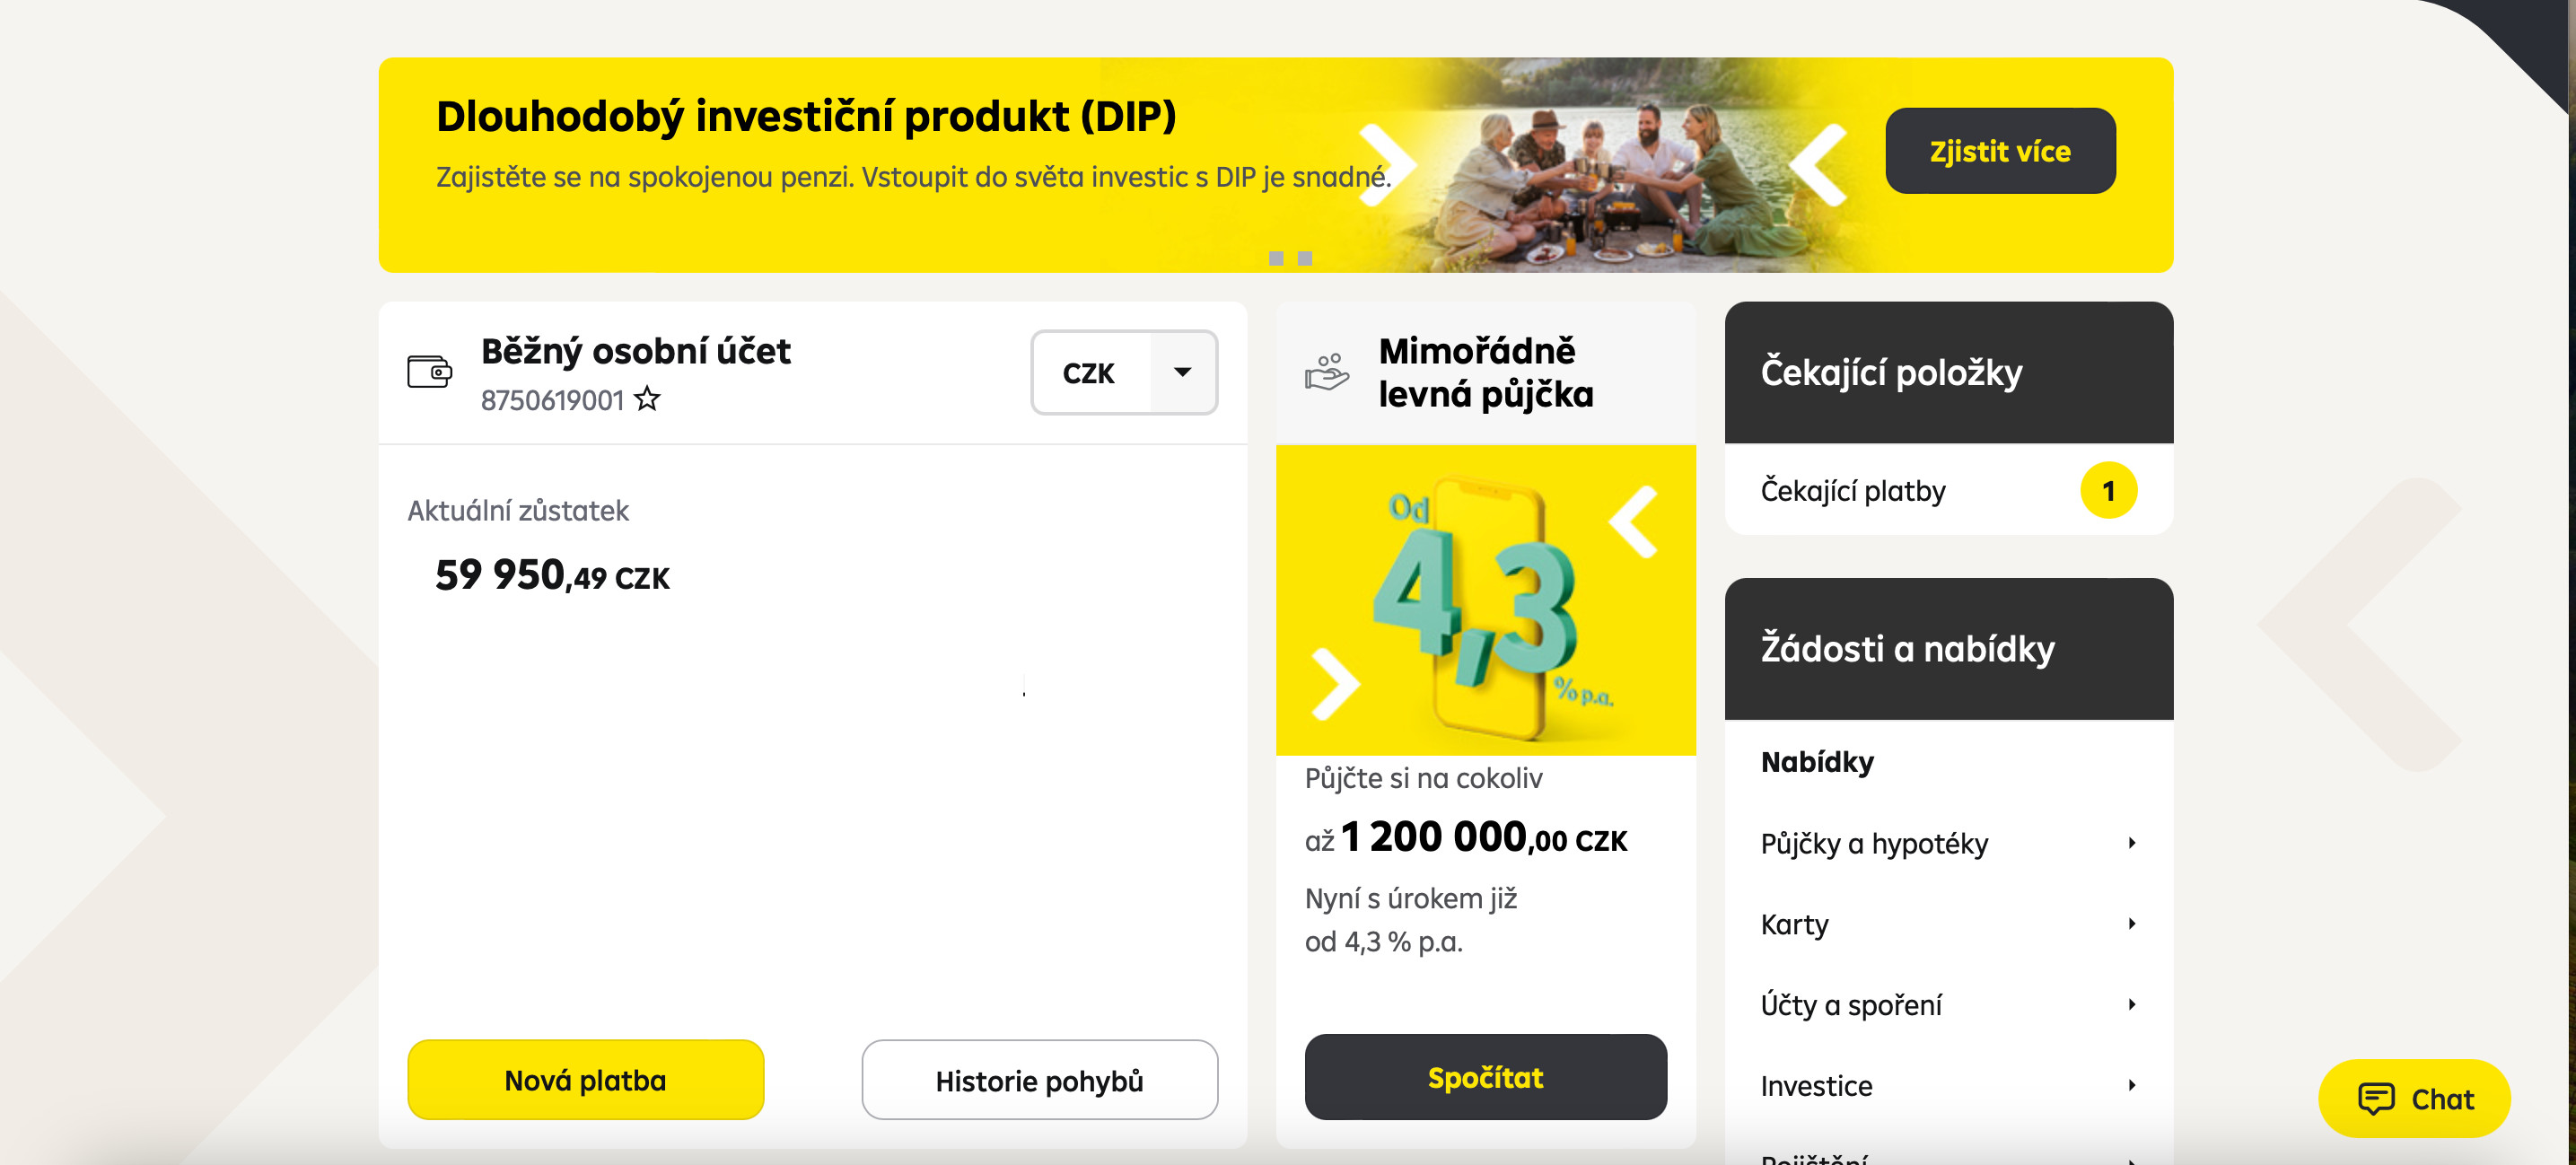 Dlouhodobý investiční produkt (DIP)
Zajistěte se na spokojenou penzi. Vstoupit do světa investic s DIP je snadné.
Zjistit více
Běžný osobní účet
8750619001
CZK
Aktuální zůstatek
59 950,49 CZK
Nová platba
Historie pohybů
Mimořádně
levná půjčka
Od
4,3
% p.a.
Půjčte si na cokoliv
až 1 200 000,00 CZK
Nyní s úrokem již
od 4,3 % p.a.
Spočítat
Čekající položky
Čekající platby 1
Žádosti a nabídky
Nabídky
Půjčky a hypotéky
Karty
Účty a spoření
Investice
Chat